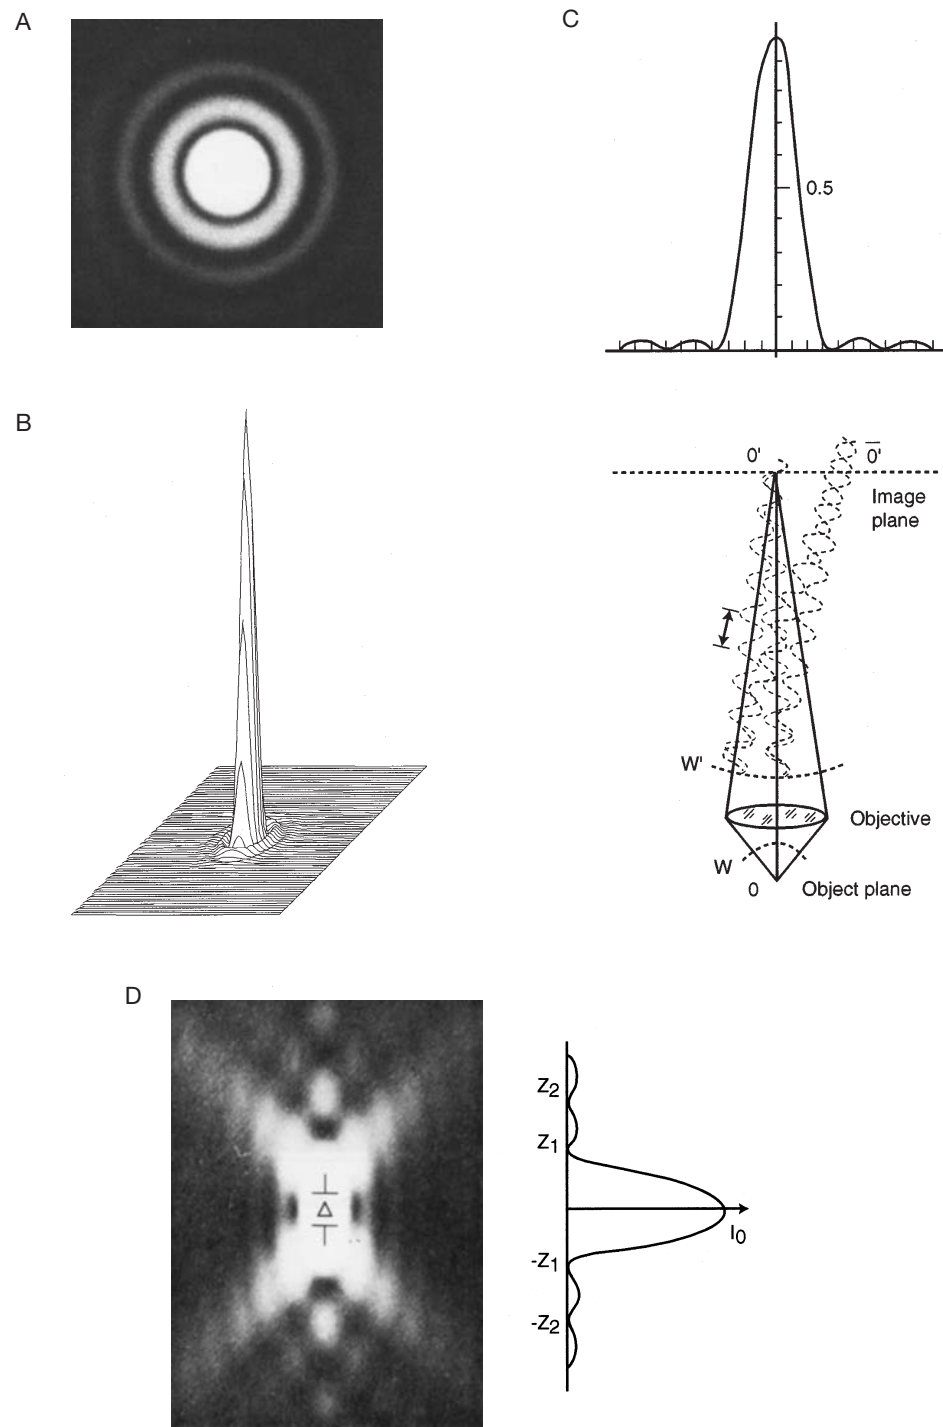 A
C
0.5
B
0'
0̅'
Image
plane
W'
Objective
W
0
Object plane
D
Δ
Z2
Z1
I0
-Z1
-Z2